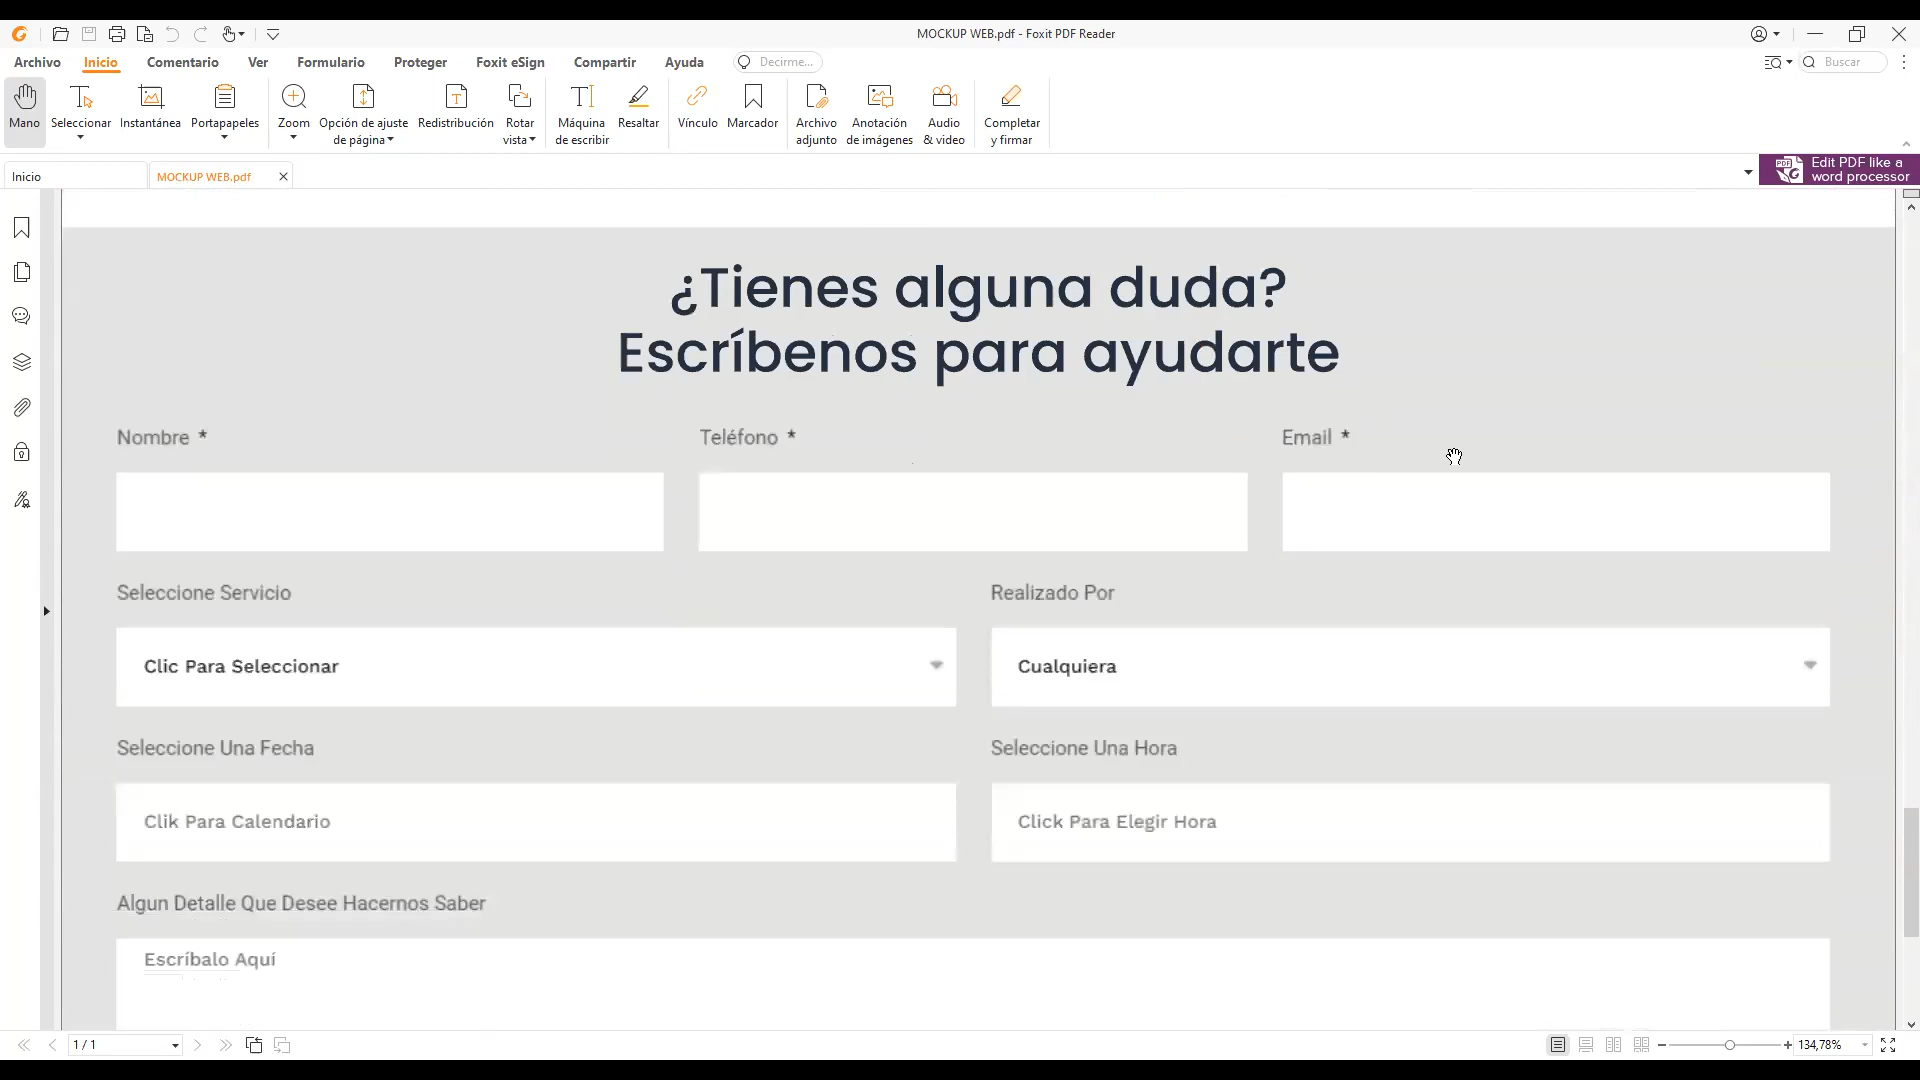 MOCKUP WEB.pdf - Foxit PDF Reader
Archivo Inicio Comentario Ver Formulario Proteger Foxit eSign Compartir Ayuda Decirme... Buscar
Mano Seleccionar Instantánea Portapapeles Zoom Opción de ajuste de página Redistribución Rotar vista Máquina de escribir Resaltar Vínculo Marcador Archivo adjunto Anotación de imágenes Audio & video Completar y firmar
Inicio MOCKUP WEB.pdf
Edit PDF like a
word processor
¿Tienes alguna duda?
Escríbenos para ayudarte
Nombre * Teléfono * Email *
Seleccione Servicio Realizado Por
Clic Para Seleccionar Cualquiera
Seleccione Una Fecha Seleccione Una Hora
Clik Para Calendario Click Para Elegir Hora
Algun Detalle Que Desee Hacernos Saber
Escríbalo Aquí
1 / 1 134,78%